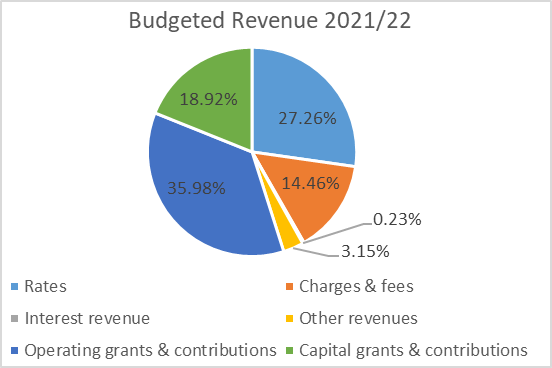 Budgeted Revenue 2021/22
18.92%
27.26%
35.98%
14.46%
0.23%
3.15%
Rates
Charges & fees
Interest revenue
Other revenues
Operating grants & contributions
Capital grants & contributions